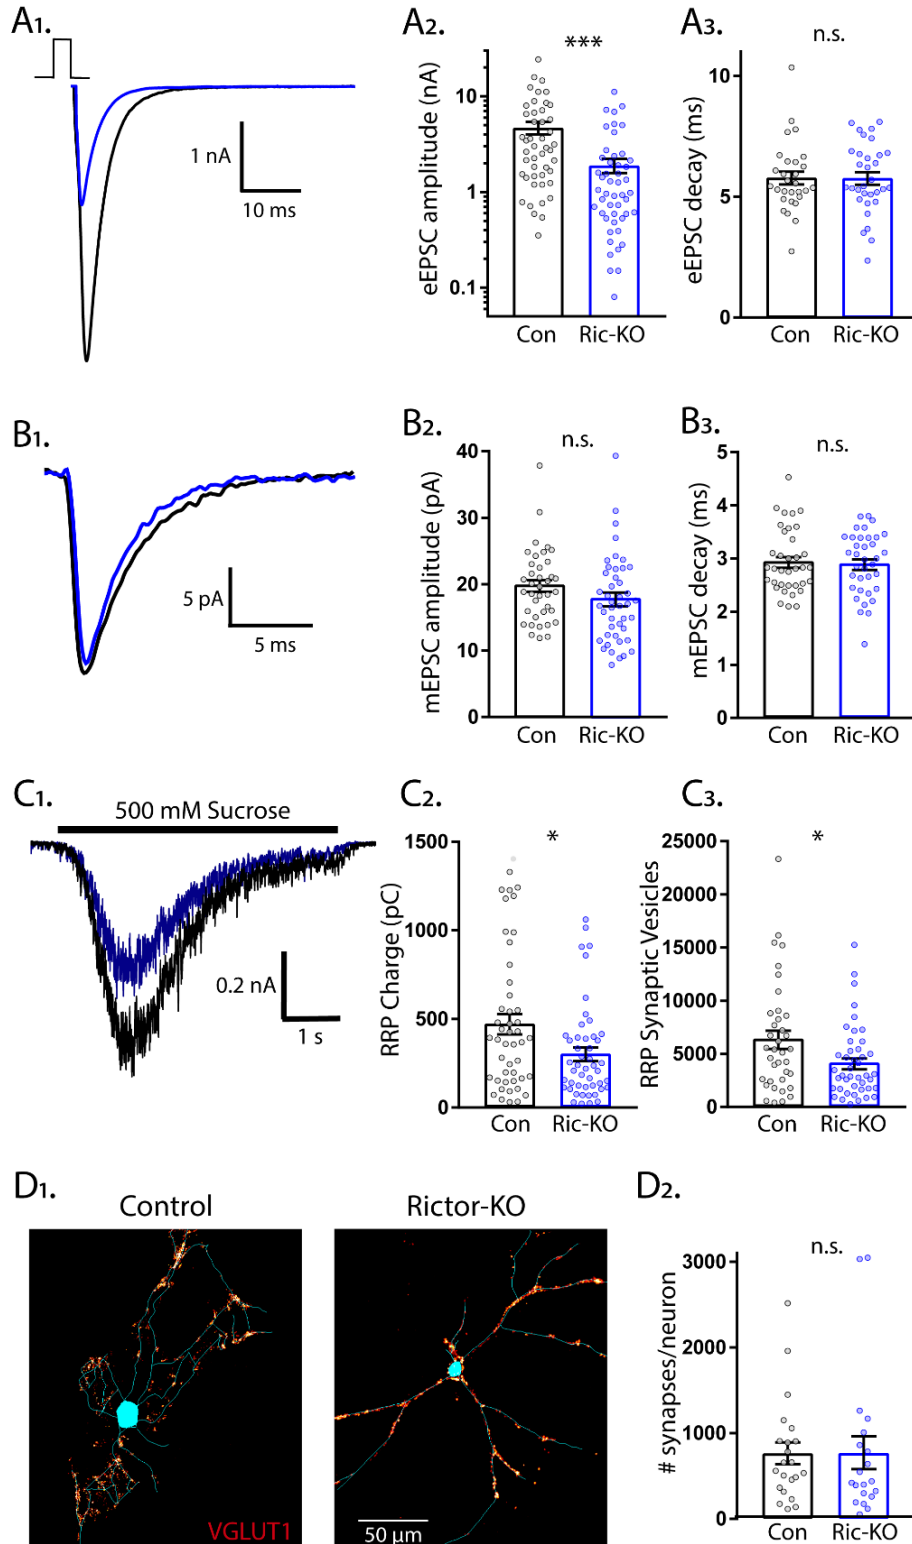 A1.
1 nA
10 ms
A2.
***
eEPSC amplitude (nA)
10
1
0.1
Con
Ric-KO
A3.
n.s.
eEPSC decay (ms)
10
5
0
Con
Ric-KO
B1.
5 pA
5 ms
B2.
n.s.
mEPSC amplitude (pA)
40
30
20
10
0
Con
Ric-KO
B3.
n.s.
mEPSC decay (ms)
5
4
3
2
1
0
Con
Ric-KO
C1.
500 mM Sucrose
0.2 nA
1 s
C2.
*
RRP Charge (pC)
1500
1000
500
0
Con
Ric-KO
C3.
*
RRP Synaptic Vesicles
25000
20000
15000
10000
5000
0
Con
Ric-KO
D1.
Control
VGLUT1
Rictor-KO
50 µm
D2.
n.s.
# synapses/neuron
3000
2000
1000
0
Con
Ric-KO